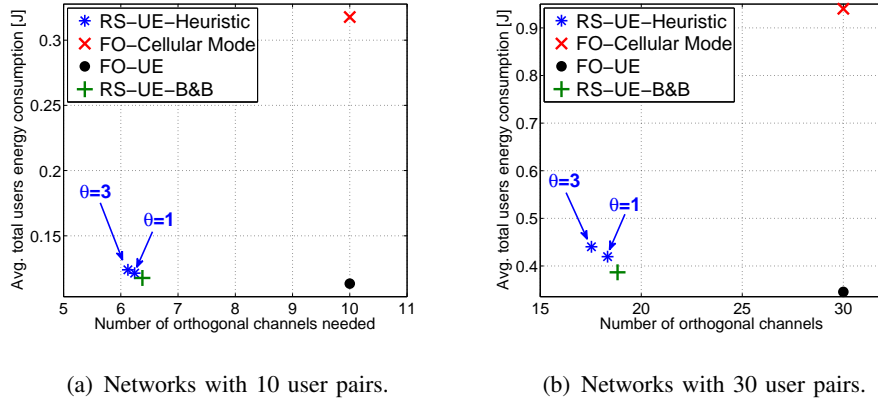 Avg. total users energy consumption [J]
0.3
0.25
0.2
0.15
RS-UE-Heuristic
FO-Cellular Mode
FO-UE
RS-UE-B&B
θ=3
θ=1
5 6 7 8 9 10 11
Number of orthogonal channels needed
(a) Networks with 10 user pairs.
Avg. total users energy consumption [J]
0.9
0.8
0.7
0.6
0.5
0.4
RS-UE-Heuristic
FO-Cellular Mode
FO-UE
RS-UE-B&B
θ=3
θ=1
15 20 25 30
Number of orthogonal channels
(b) Networks with 30 user pairs.